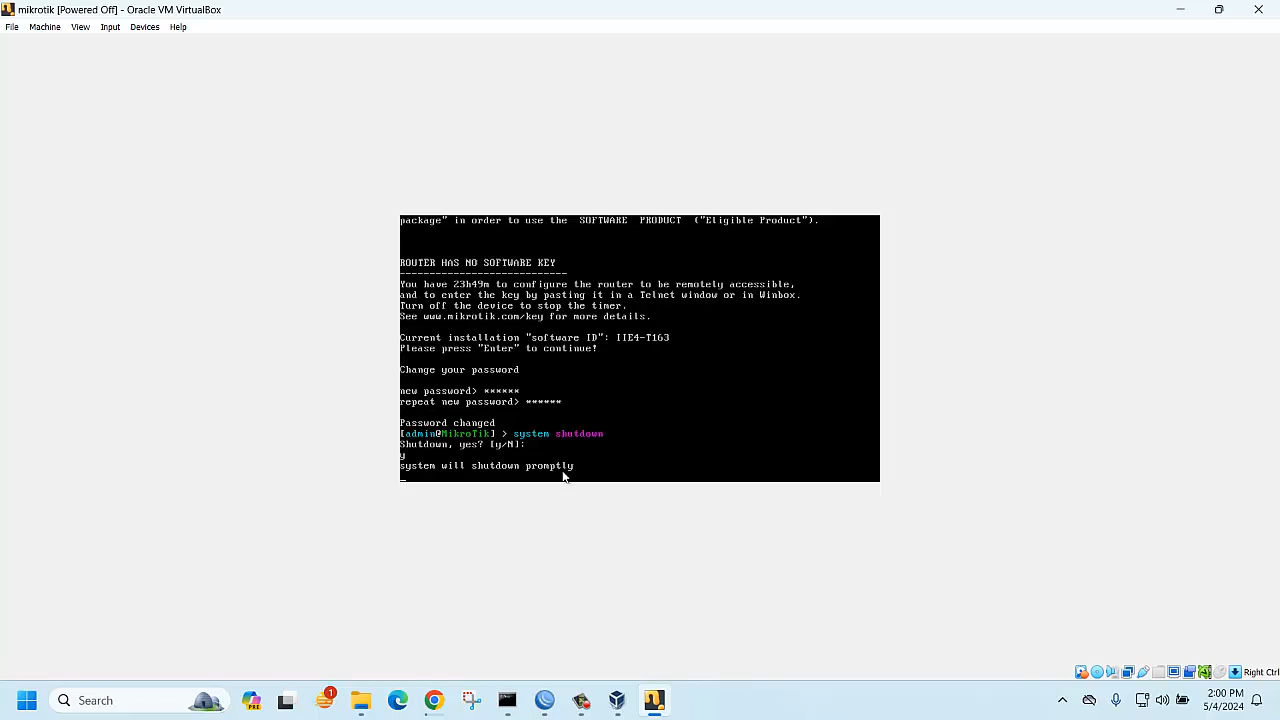 mikrotik [Powered Off] - Oracle VM VirtualBox
File Machine View Input Devices Help
package" in order to use the SOFTWARE PRODUCT ("Eligible Product").
ROUTER HAS NO SOFTWARE KEY
----------------------------
You have 23h49m to configure the router to be remotely accessible,
and to enter the key by pasting it in a Telnet window or in Winbox.
Turn off the device to stop the timer.
See www.mikrotik.com/key for more details.
Current installation "software ID": IIE4-T163
Please press "Enter" to continue!
Change your password
new password> ******
repeat new password> ******
Password changed
[admin@MikroTik] > system shutdown
Shutdown, yes? [y/N]:
y
system will shutdown promptly
Right Ctrl
Search
PRE
1
2:00 PM
5/4/2024